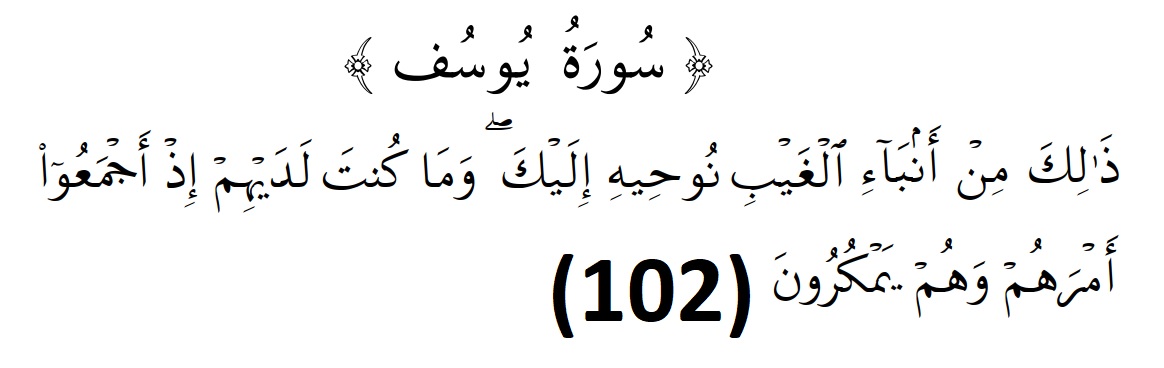 ﴿ سُورَةُ يُوسُف ﴾
ذَٰلِكَ مِنْ أَنۢبَآءِ ٱلْغَيْبِ نُوحِيهِ إِلَيْكَ ۖ وَمَا كُنتَ لَدَيْهِمْ إِذْ أَجْمَعُوٓا۟
أَمْرَهُمْ وَهُمْ يَمْكُرُونَ (102)